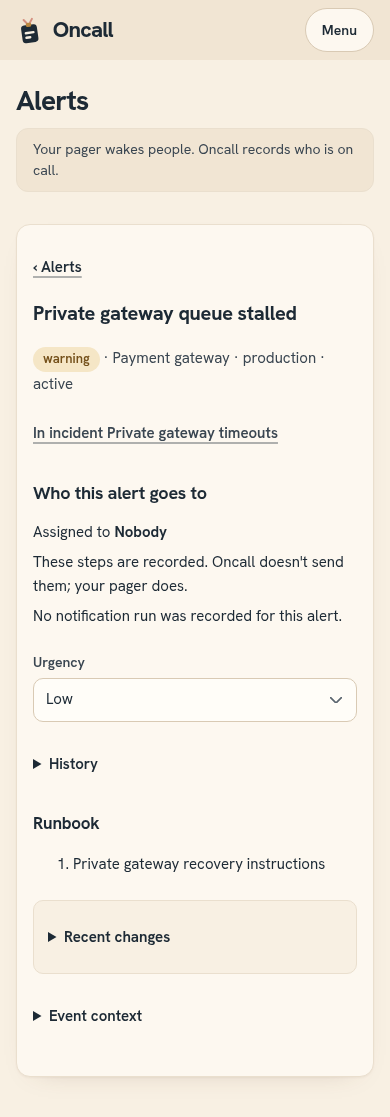 Oncall
Menu
Alerts
Your pager wakes people. Oncall records who is on
call.
‹ Alerts
Private gateway queue stalled
warning · Payment gateway · production ·
active
In incident Private gateway timeouts
Who this alert goes to
Assigned to Nobody
These steps are recorded. Oncall doesn't send
them; your pager does.
No notification run was recorded for this alert.
Urgency
Low
History
Runbook
1. Private gateway recovery instructions
Recent changes
Event context